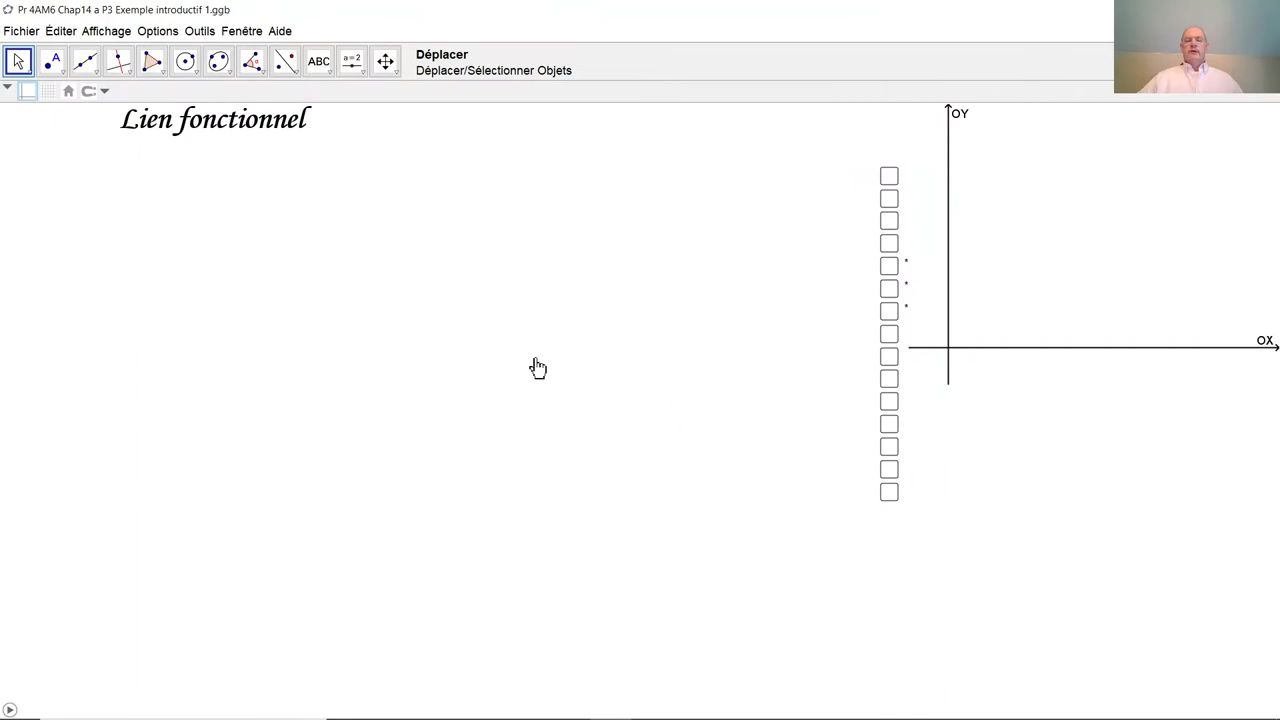 Pr 4AM6 Chap14 a P3 Exemple introductif 1.ggb
Fichier Éditer Affichage Options Outils Fenêtre Aide
A ABC a=2
Déplacer
Déplacer/Sélectionner Objets
Lien fonctionnel
OY
*
*
*
OX